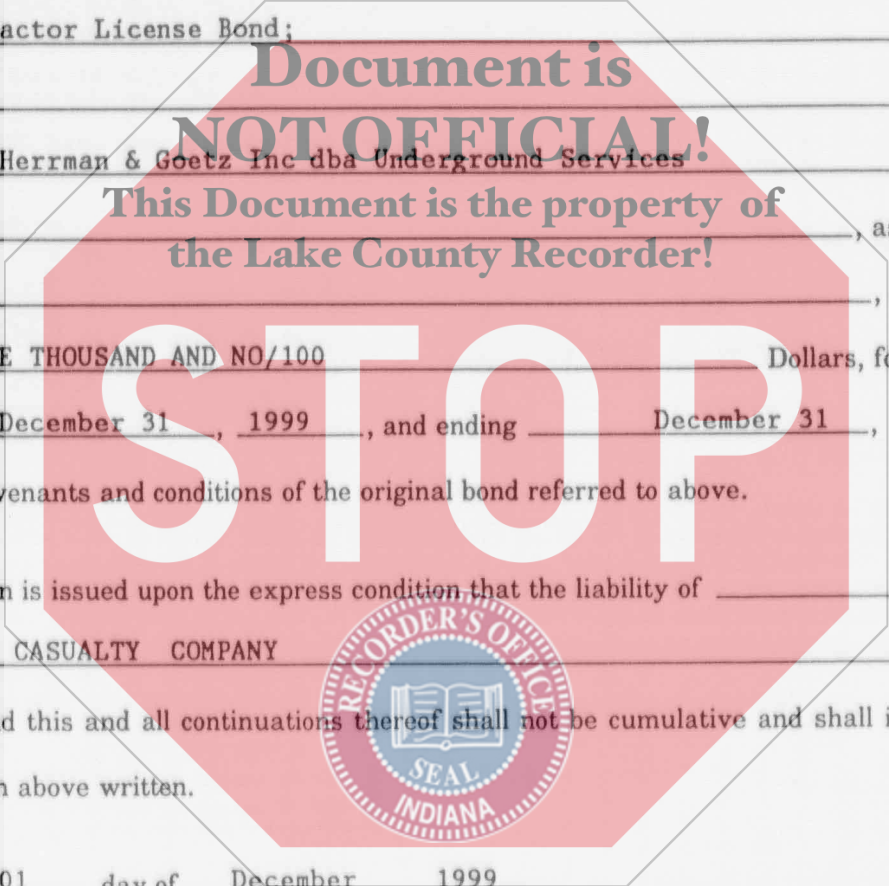 actor License Bond;
Document is
NOT OFFICIAL!
Herrman & Goetz Inc dba Underground Services
This Document is the property of
, as
the Lake County Recorder!
,
E THOUSAND AND NO/100 Dollars, fo
STOP
December 31, 1999, and ending December 31,
venants and conditions of the original bond referred to above.
n is issued upon the express condition that the liability of
RECORDER'S OFFICE
CASUALTY COMPANY
d this and all continuations thereof shall not be cumulative and shall i
SEAL
n above written.
INDIANA
01 day of December 1999